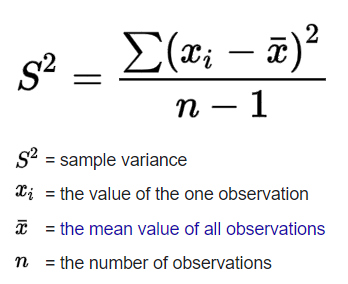 S² = ∑(xᵢ − x̄)² / n − 1
S² = sample variance
xᵢ = the value of the one observation
x̄ = the mean value of all observations
n = the number of observations